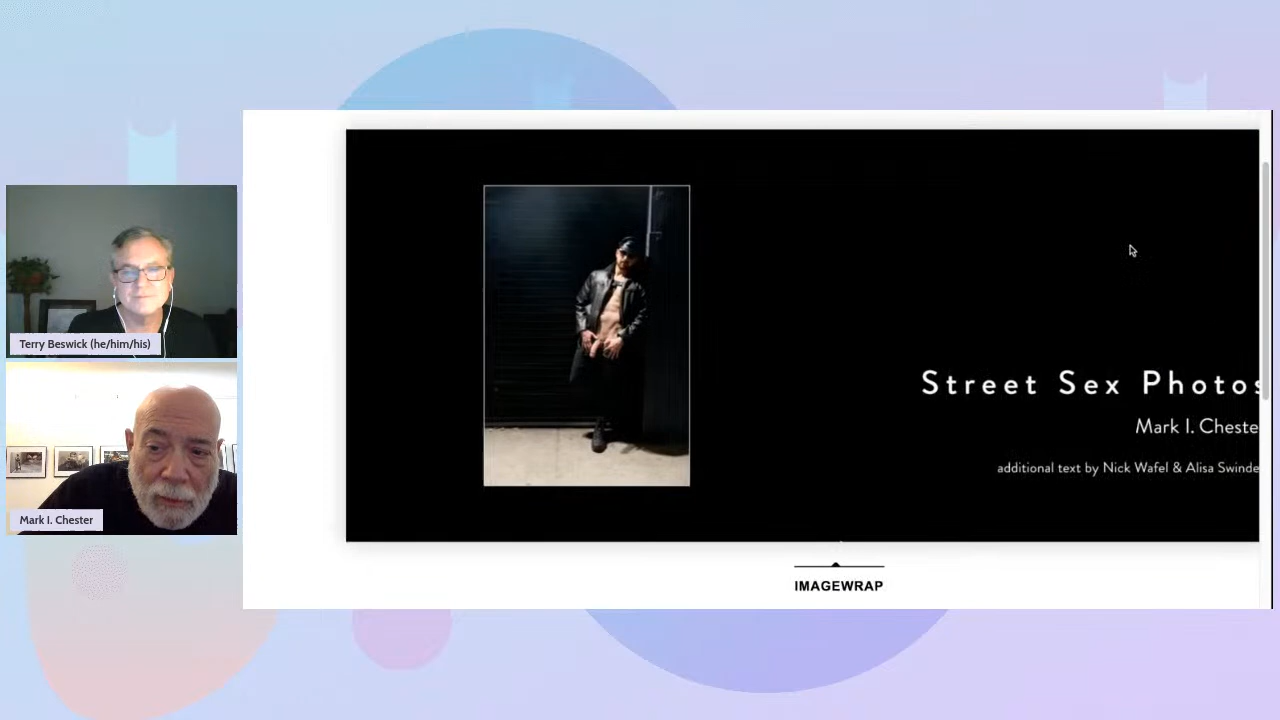 Terry Beswick (he/him/his)
Mark I. Chester
Street Sex Photos
Mark I. Cheste
additional text by Nick Wafel & Alisa Swinde
IMAGEWRAP